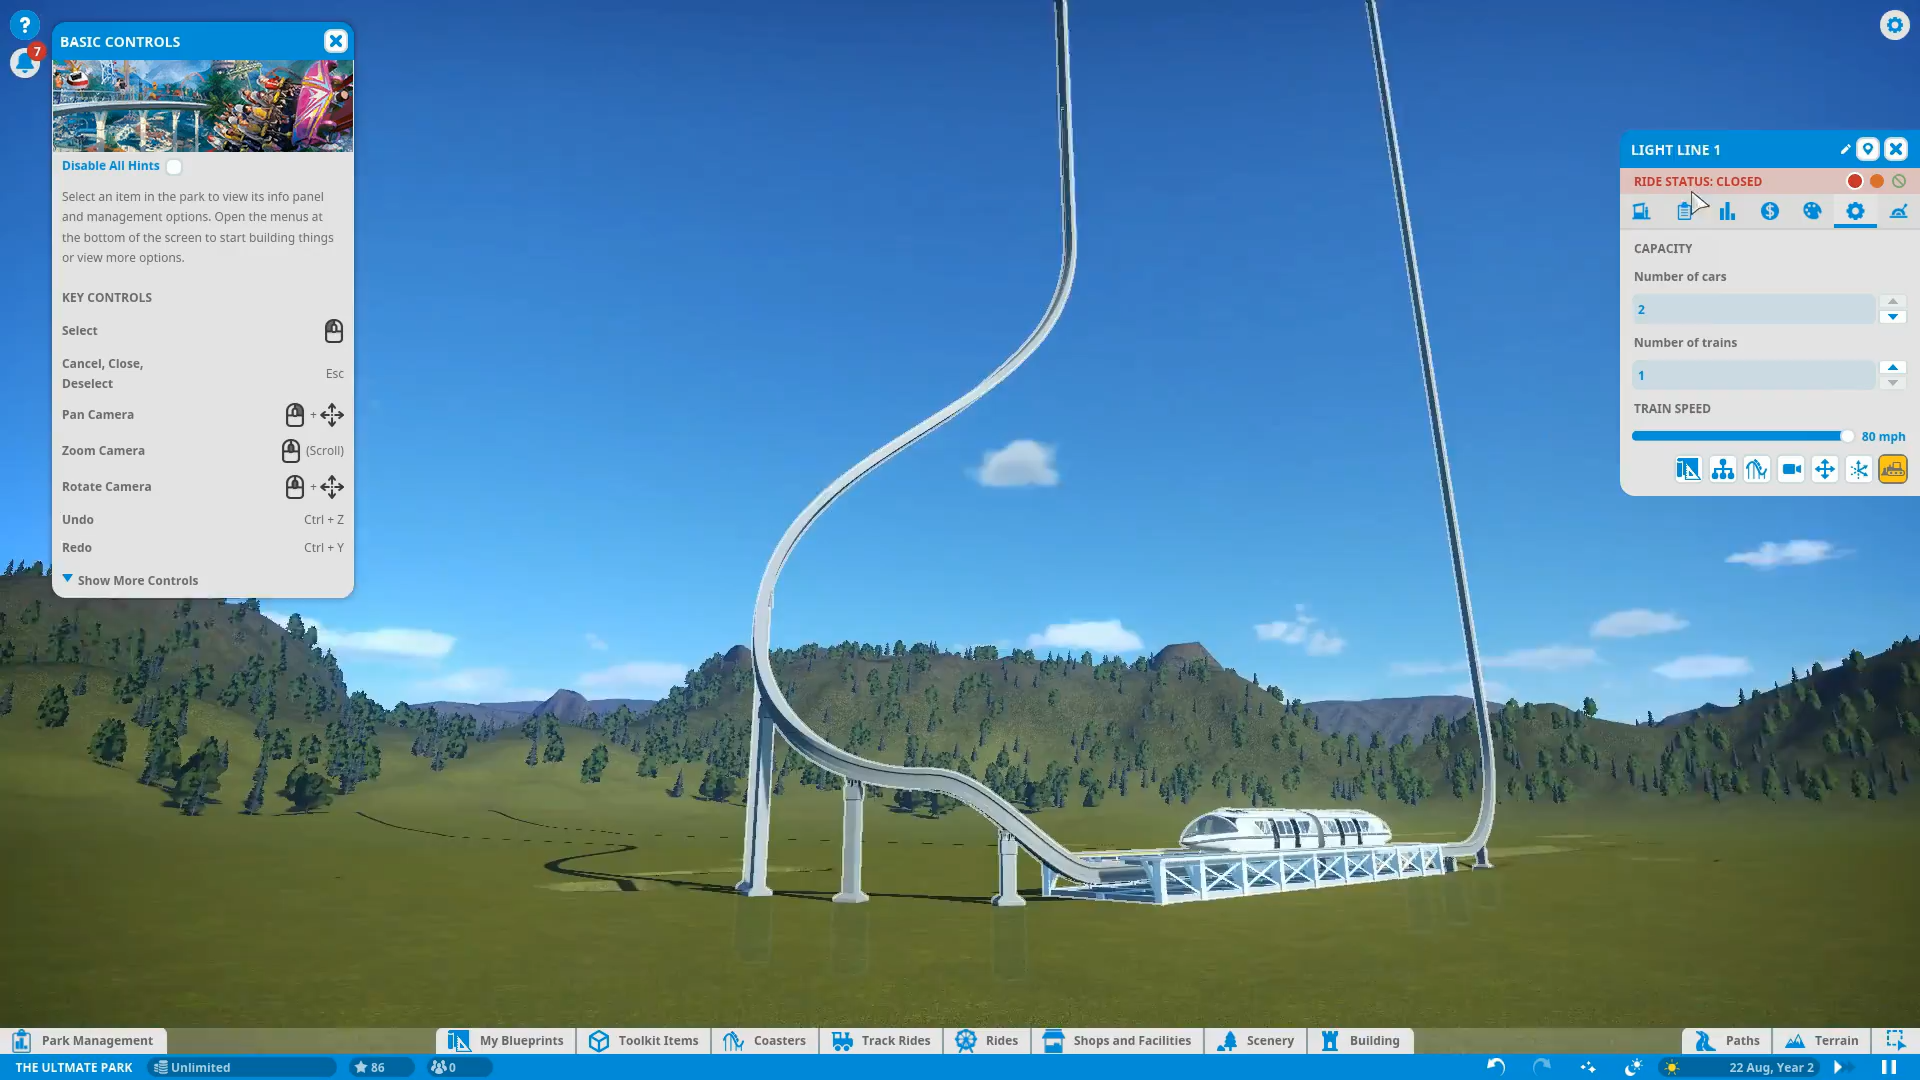 ?
7
BASIC CONTROLS
Disable All Hints
Select an item in the park to view its info panel
and management options. Open the menus at
the bottom of the screen to start building things
or view more options.
KEY CONTROLS
Select
Cancel, Close,
Deselect
Esc
Pan Camera
+
Zoom Camera
(Scroll)
Rotate Camera
+
Undo
Ctrl + Z
Redo
Ctrl + Y
Show More Controls
LIGHT LINE 1
RIDE STATUS: CLOSED
CAPACITY
Number of cars
2
Number of trains
1
TRAIN SPEED
80 mph
Park Management
My Blueprints
Toolkit Items
Coasters
Track Rides
Rides
Shops and Facilities
Scenery
Building
Paths
Terrain
THE ULTMATE PARK
Unlimited
86
0
22 Aug, Year 2